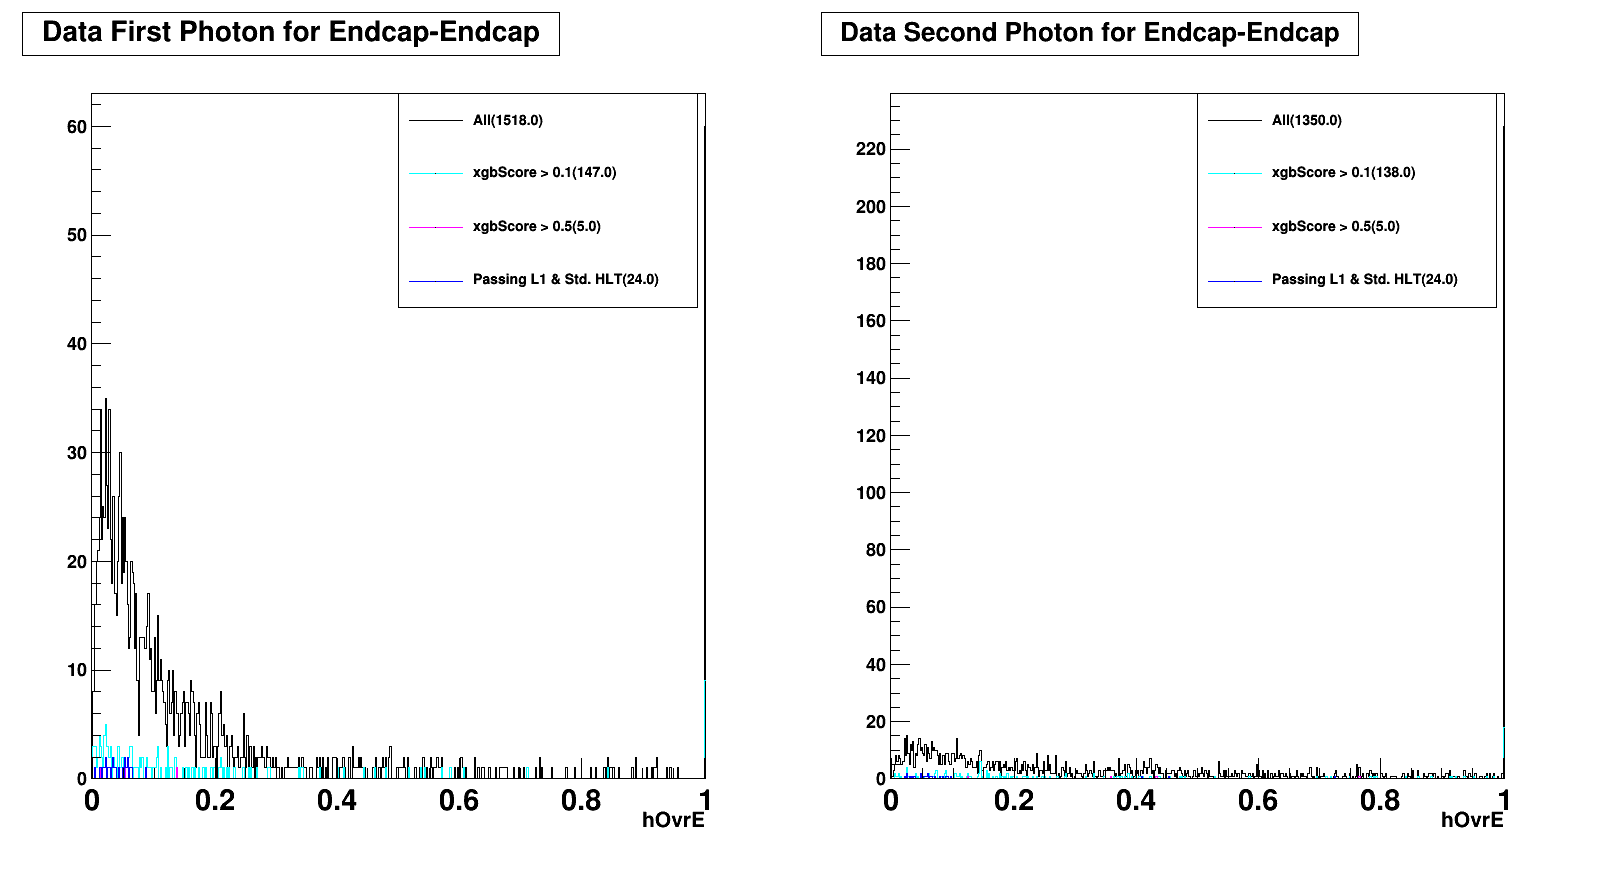 Data First Photon for Endcap-Endcap
All(1518.0)
xgbScore > 0.1(147.0)
xgbScore > 0.5(5.0)
Passing L1 & Std. HLT(24.0)
60
50
40
30
20
10
0
0 0.2 0.4 0.6 0.8 1
hOvrE
Data Second Photon for Endcap-Endcap
All(1350.0)
xgbScore > 0.1(138.0)
xgbScore > 0.5(5.0)
Passing L1 & Std. HLT(24.0)
220
200
180
160
140
120
100
80
60
40
20
0
0 0.2 0.4 0.6 0.8 1
hOvrE